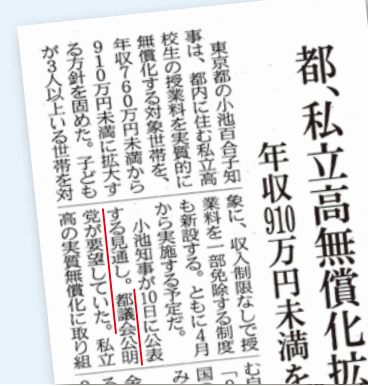 都、私立高無償化拡
年収910万円未満を
東京都の小池百合子知
事は、都内に住む私立高
校生の授業料を実質的に
無償化する対象世帯を、
年収760万円未満から
910万円未満に拡大す
る方針を固めた。子ども
が3人以上いる世帯を対
象に、収入制限なしで授
業料を一部免除する制度
も新設する。ともに4月
から実施する予定だ。
小池知事が10日に公表
する見通し。都議会公明
党が要望していた。私立
高の実質無償化に取り組
む
国
み
金
る